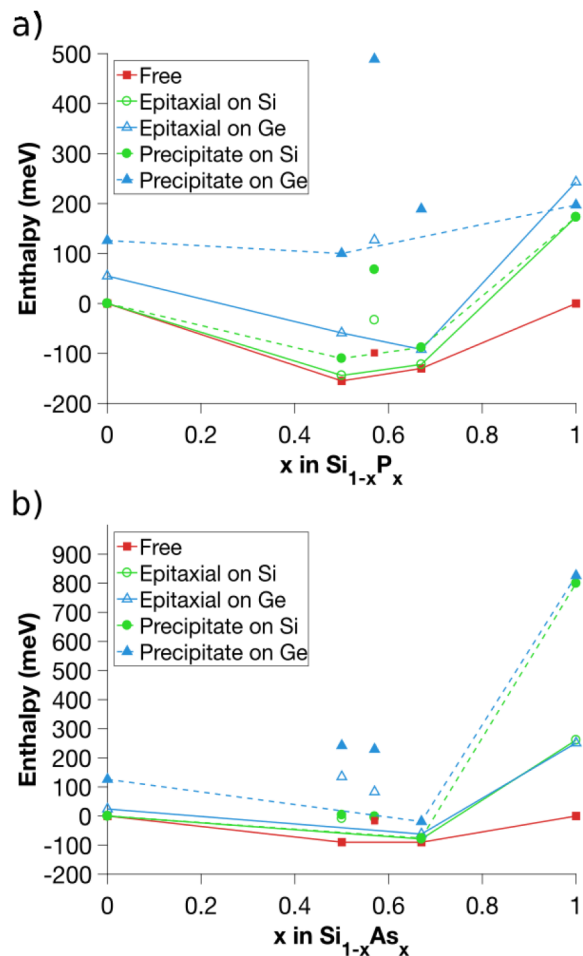 a)
500
400
300
200
100
0
-100
-200
Enthalpy (meV)
Free
Epitaxial on Si
Epitaxial on Ge
Precipitate on Si
Precipitate on Ge
0 0.2 0.4 0.6 0.8 1
x in Si1-xPx
b)
900
800
700
600
500
400
300
200
100
0
-100
-200
Enthalpy (meV)
Free
Epitaxial on Si
Epitaxial on Ge
Precipitate on Si
Precipitate on Ge
0 0.2 0.4 0.6 0.8 1
x in Si1-xAsx